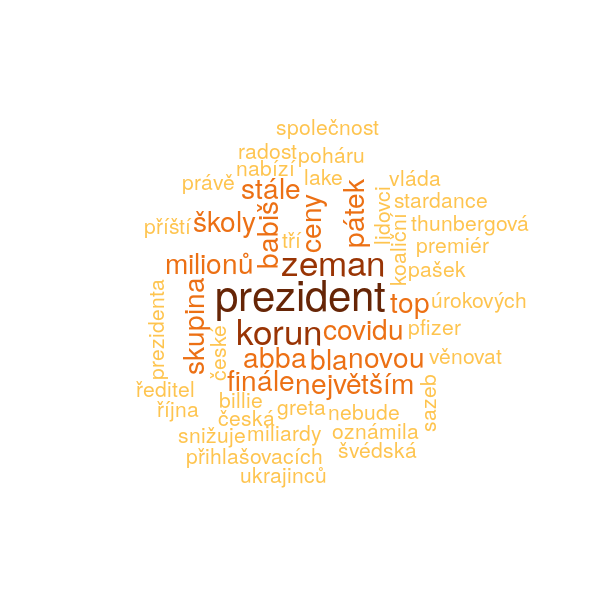 společnost
radost
poháru
nabízí
lake
právě
stále
vláda
babiš
ceny
pátek
lidovci
stardance
příští
školy
tří
koaliční
thunbergová
premiér
milionů
zeman
pašek
prezidenta
skupina
prezident
top
úrokových
české
korun
covidu
pfizer
abba
blanovou
věnovat
ředitel
finále
největším
sazeb
října
billie
česká
greta
nebude
snižuje
miliardy
oznámila
přihlašovacích
švédská
ukrajinců